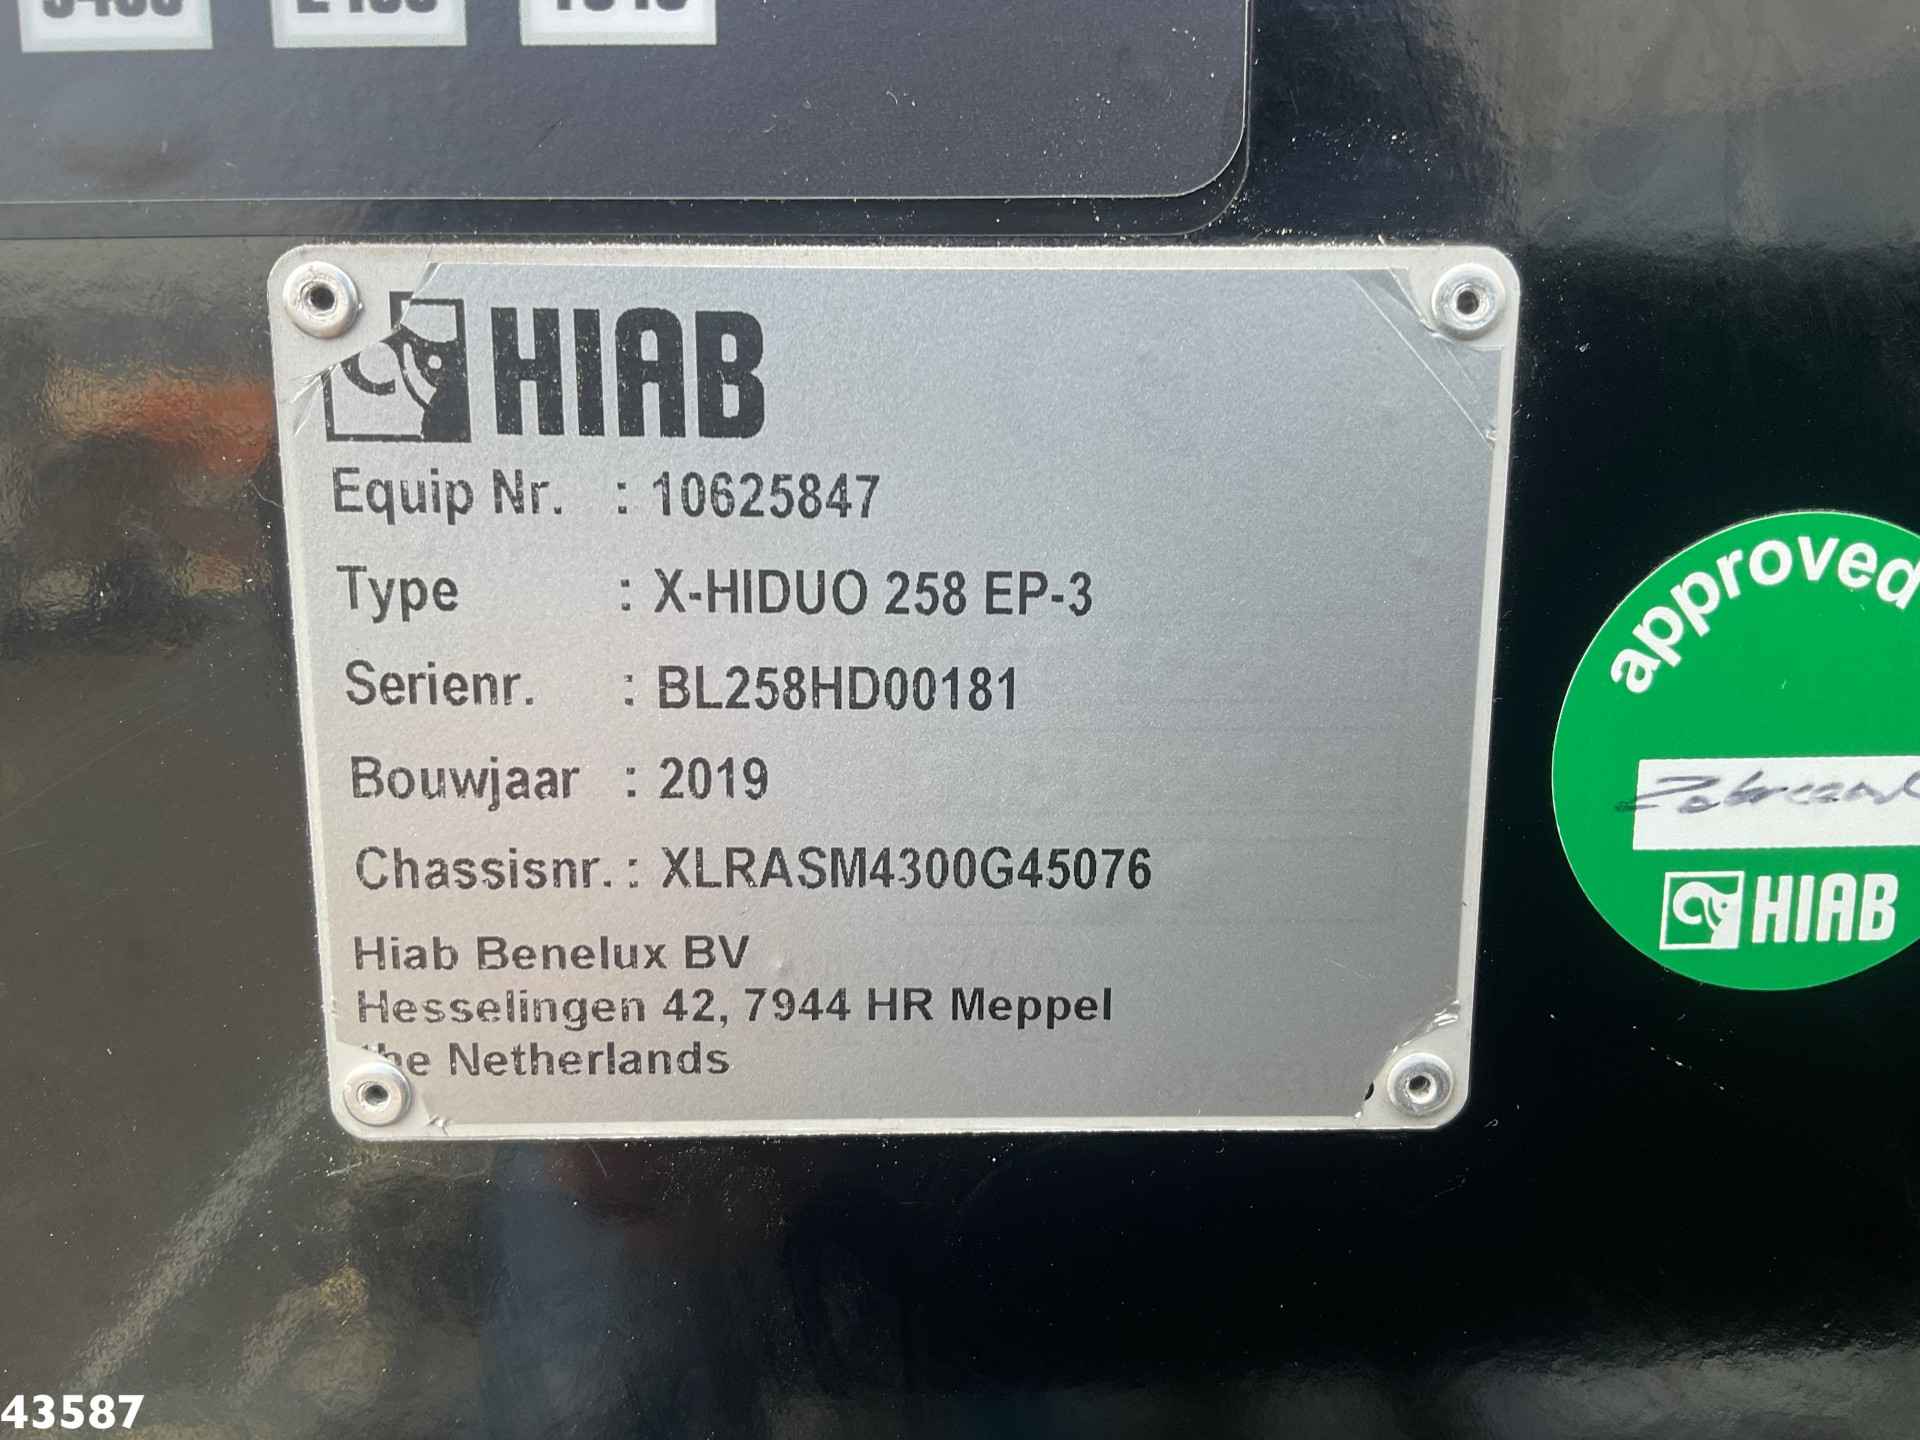 HIAB
Equip Nr. : 10625847
Type : X-HIDUO 258 EP-3
Serienr. : BL258HD00181
Bouwjaar : 2019
Chassisnr. : XLRASM4300G45076
Hiab Benelux BV
Hesselingen 42, 7944 HR Meppel
the Netherlands
approved
HIAB
43587